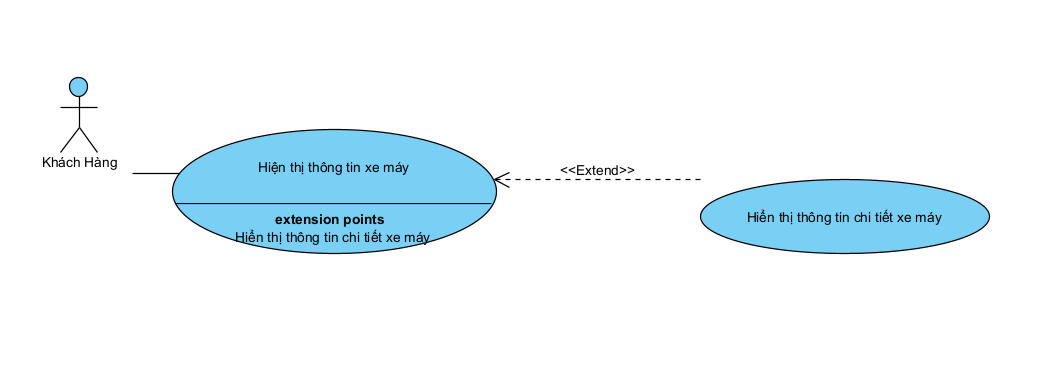 Khách Hàng
Hiện thị thông tin xe máy
extension points
Hiển thị thông tin chi tiết xe máy
<<Extend>>
Hiển thị thông tin chi tiết xe máy